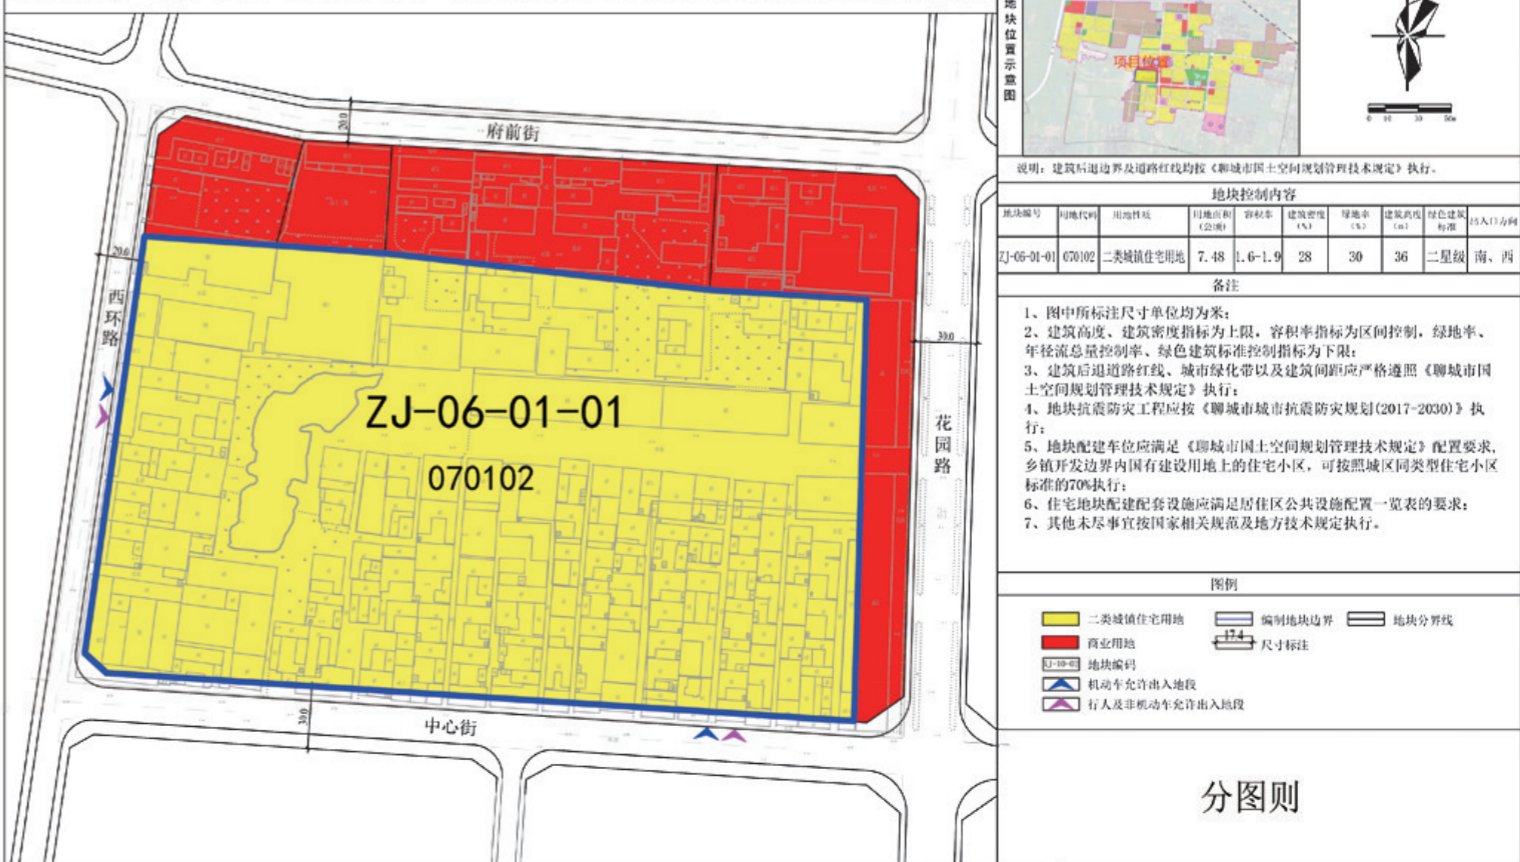 府前街
20.0
20.0
西环路
ZJ-06-01-01
070102
30.0
花园路
30.0
中心街
地块位置示意图
项目位置
0 10 30 50m
说明：建筑后退边界及道路红线均按《聊城市国土空间规划管理技术规定》执行。
地块控制内容
地块编号 用地代码 用地性质 用地面积(公顷) 容积率 建筑密度(%) 绿地率(%) 建筑高度(m) 绿色建筑标准 出入口方向
ZJ-06-01-01 070102 二类城镇住宅用地 7.48 1.6-1.9 28 30 36 二星级 南、西
备注
1、图中所标注尺寸单位均为米；
2、建筑高度、建筑密度指标为上限，容积率指标为区间控制，绿地率、
年径流总量控制率、绿色建筑标准控制指标为下限；
3、建筑后退道路红线、城市绿化带以及建筑间距应严格遵照《聊城市国
土空间规划管理技术规定》执行；
4、地块抗震防灾工程应按《聊城市城市抗震防灾规划(2017-2030)》执
行；
5、地块配建车位应满足《聊城市国土空间规划管理技术规定》配置要求，
乡镇开发边界内国有建设用地上的住宅小区，可按照城区同类型住宅小区
标准的70%执行；
6、住宅地块配建配套设施应满足居住区公共设施配置一览表的要求；
7、其他未尽事宜按国家相关规范及地方技术规定执行。
图例
二类城镇住宅用地 编制地块边界 地块分界线
商业用地 17.4 尺寸标注
地块编码
机动车允许出入地段
行人及非机动车允许出入地段
分图则